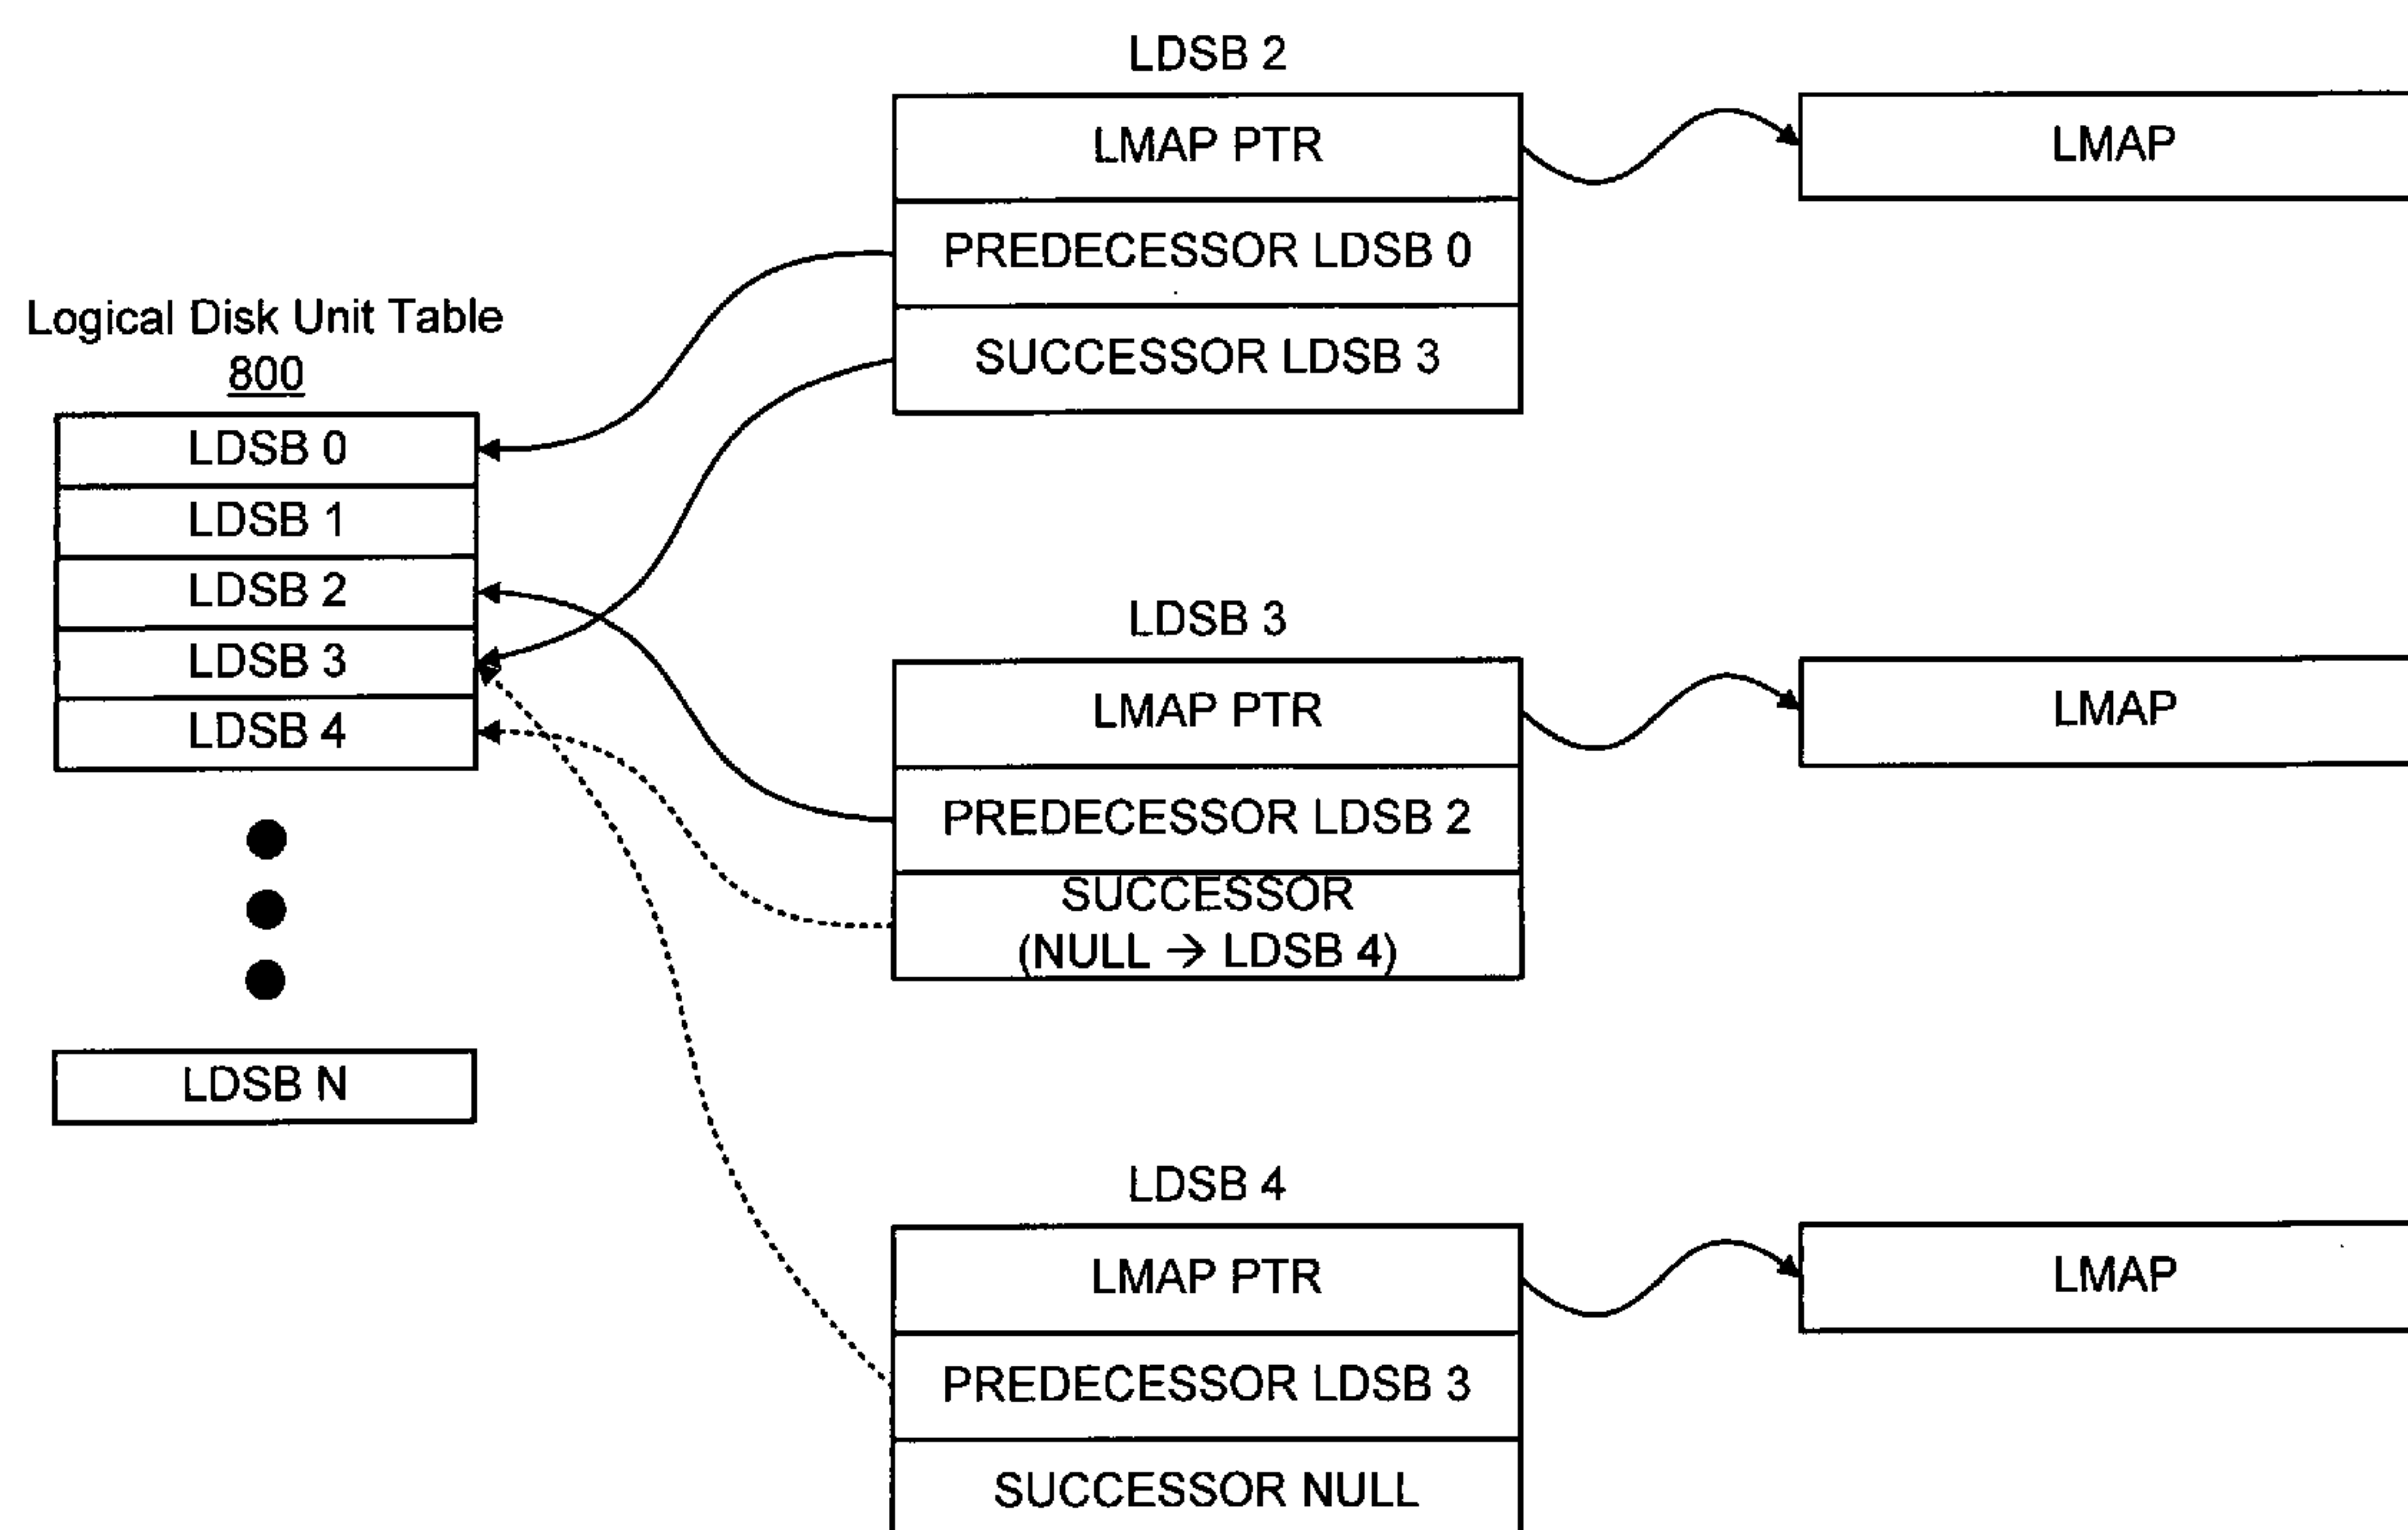 Logical Disk Unit Table
800
LDSB 0
LDSB 1
LDSB 2
LDSB 3
LDSB 4
LDSB N
LDSB 2
LMAP PTR
PREDECESSOR LDSB 0
SUCCESSOR LDSB 3
LMAP
LDSB 3
LMAP PTR
PREDECESSOR LDSB 2
SUCCESSOR
(NULL → LDSB 4)
LMAP
LDSB 4
LMAP PTR
PREDECESSOR LDSB 3
SUCCESSOR NULL
LMAP